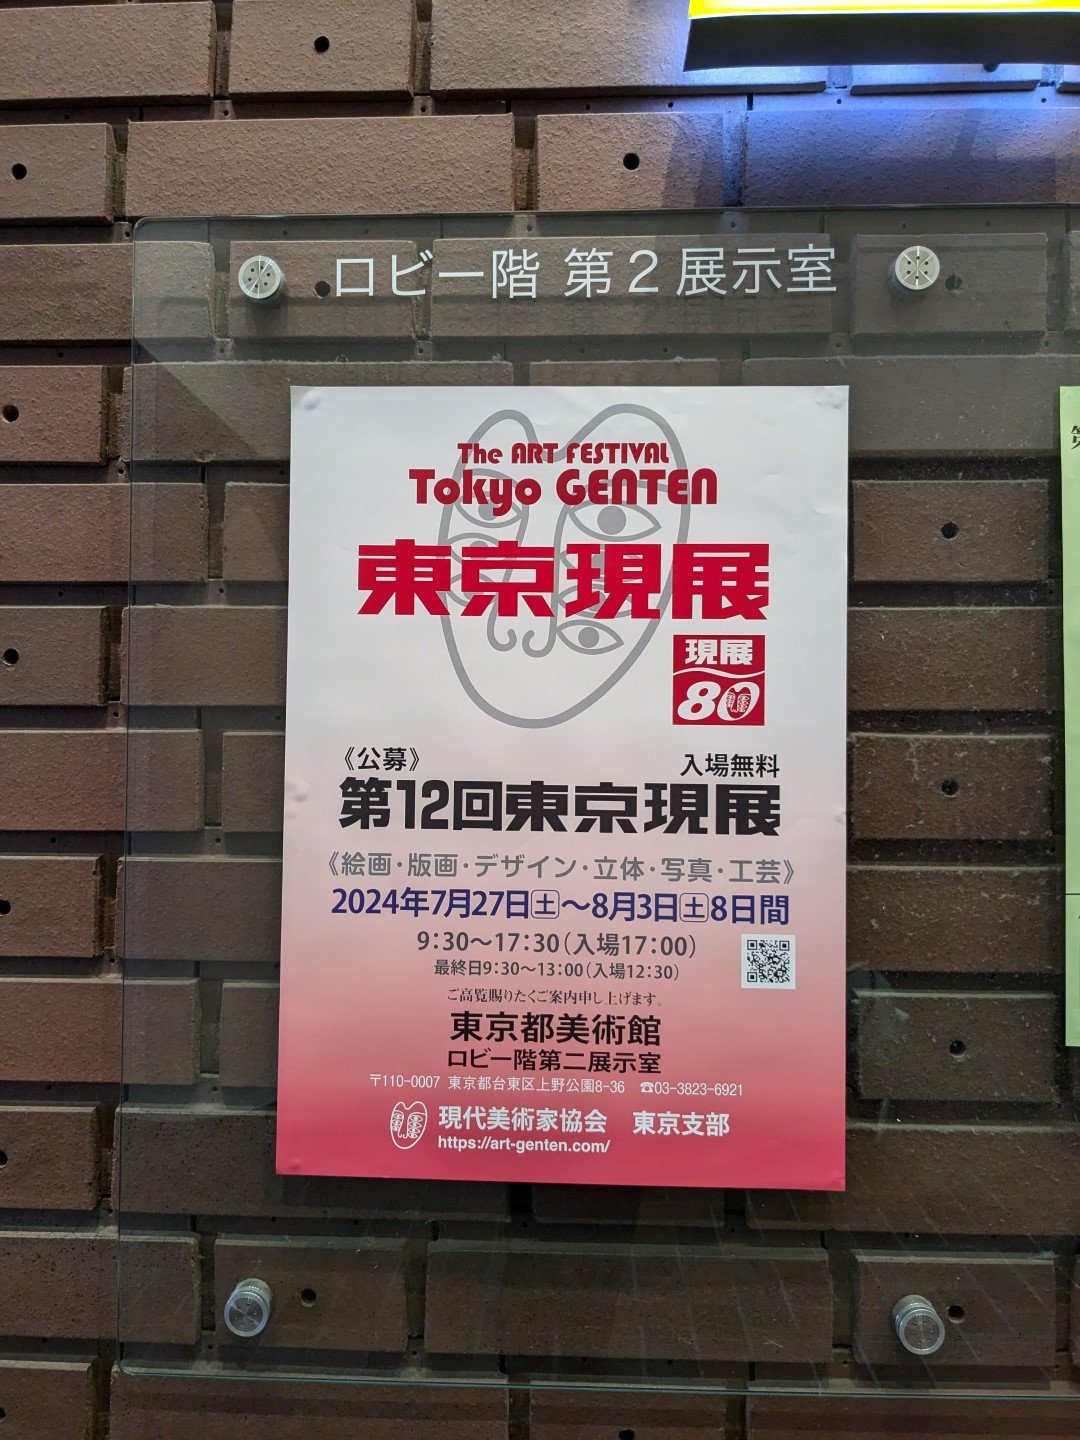 ロビー階 第２展示室
The ART FESTIVAL
Tokyo GENTEN
東京現展
現展
80
《公募》 入場無料
第12回東京現展
《絵画・版画・デザイン・立体・写真・工芸》
2024年7月27日土～8月3日土8日間
9：30～17：30（入場17：00）
最終日9：30～13：00（入場12：30）
ご高覧賜りたくご案内申し上げます。
東京都美術館
ロビー階第二展示室
〒110-0007 東京都台東区上野公園8-36 ☎03-3823-6921
現代美術家協会 東京支部
https://art-genten.com/